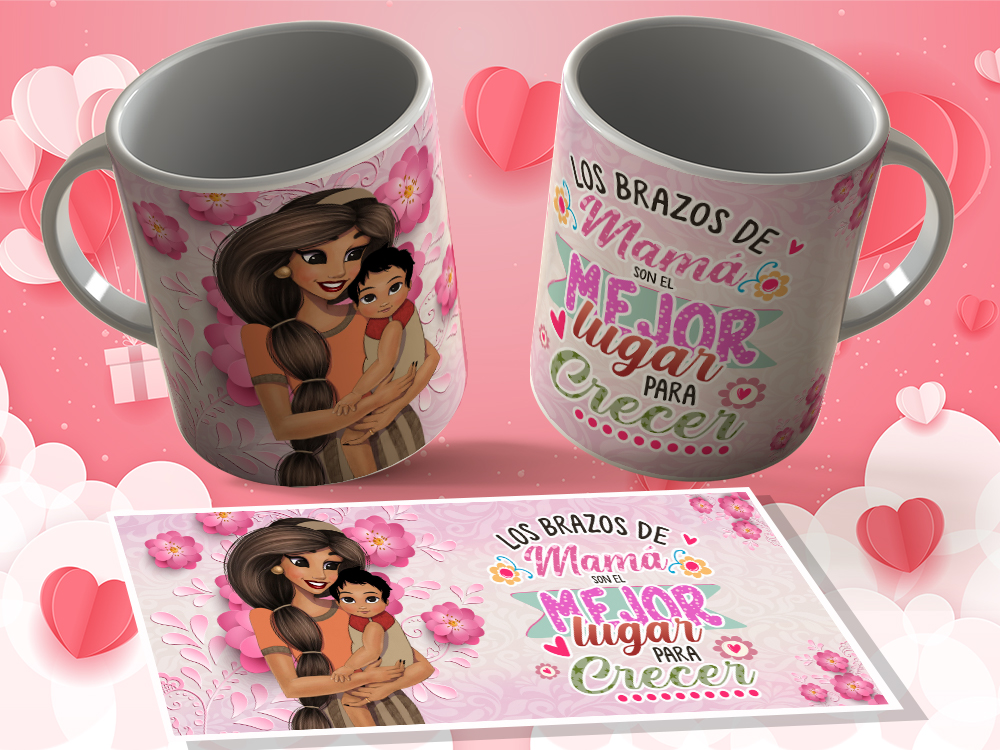 LOS BRAZOS DE
Mamá
SON EL
MEJOR
lugar
PARA
Crecer
LOS BRAZOS DE
Mamá
SON EL
MEJOR
lugar
PARA
Crecer